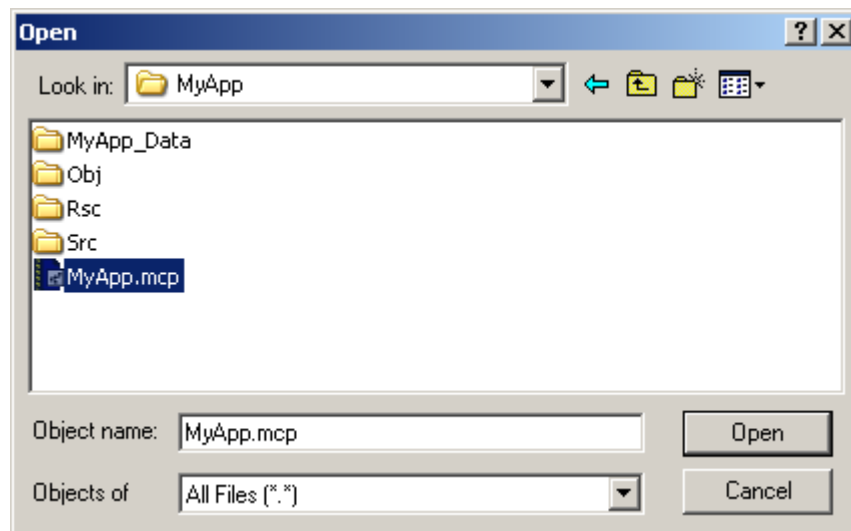 Open
Look in: MyApp
MyApp_Data
Obj
Rsc
Src
MyApp.mcp
Object name: MyApp.mcp Open
Objects of All Files (*.*) Cancel